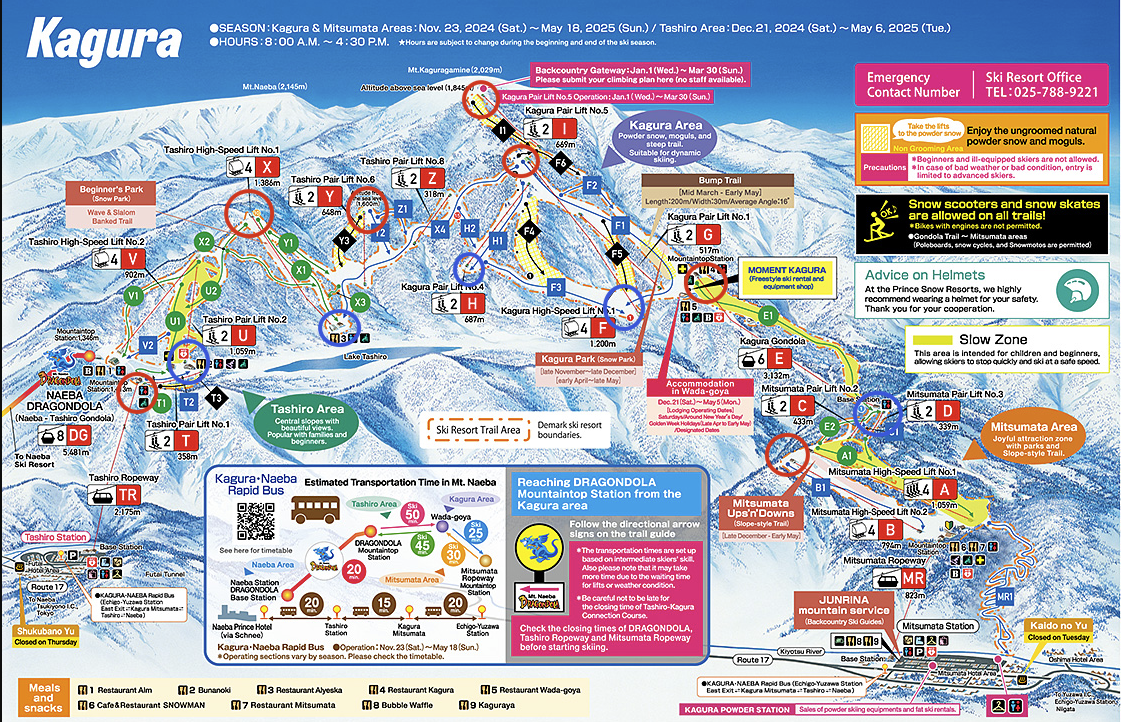 Kagura
●SEASON: Kagura & Mitsumata Areas: Nov. 23, 2024 (Sat.) ~ May 18, 2025 (Sun.) / Tashiro Area: Dec.21, 2024 (Sat.) ~ May 6, 2025 (Tue.)
●HOURS: 8:00 A.M. ~ 4:30 P.M. ★Hours are subject to change during the beginning and end of the ski season.
Mt.Kaguragamine (2,029m)
Mt.Naeba (2,145m)
Altitude above sea level (1,845
Backcountry Gateway: Jan.1 (Wed.) ~ Mar 30 (Sun.)
Please submit your climbing plan here (no staff available).
Kagura Pair Lift No.5 Operation: Jan.1 (Wed.) ~ Mar 30 (Sun.)
Kagura Pair Lift No.5
2 I
669m
I1
F6
F2
F1
F4
F5
F3
Kagura Area
Powder snow, moguls, and
steep trail.
Suitable for dynamic
skiing.
Emergency
Contact Number
Ski Resort Office
TEL:025-788-9221
Take the lifts
to the powder snow
Non Grooming Area
Enjoy the ungroomed natural
powder snow and moguls.
Precautions
※Beginners and ill-equipped skiers are not allowed.
※In case of bad weather or bad condition, entry is
limited to advanced skiers.
OK!
Snow scooters and snow skates
are allowed on all trails!
※Bikes with engines are not permitted.
●Gondola Trail ~ Mitsumata areas
(Poleboards, snow cycles, and Snowmotes are permitted)
Advice on Helmets
At the Prince Snow Resorts, we highly
recommend wearing a helmet for your safety.
Thank you for your cooperation.
Slow Zone
This area is intended for children and beginners,
allowing skiers to stop quickly and ski at a safe speed.
Tashiro High-Speed Lift No.1
4 X
1,386m
Tashiro Pair Lift No.6
2 Y
648m
Tashiro Pair Lift No.8
2 Z
318m
Z1
Y3
X4
H2
H1
Y1
X1
X2
X3
Beginner's Park
(Snow Park)
Wave & Slalom
Banked Trail
Tashiro High-Speed Lift No.2
4 V
902m
V1
U2
U1
V2
Tashiro Pair Lift No.2
2 U
1,059m
Kagura Pair Lift No.4
2 H
687m
Bump Trail
[Mid March - Early May]
Length:200m/Width:30m/Average Angle:16°
Kagura Pair Lift No.1
2 G
517m
Mountaintop Station
MOMENT KAGURA
(Freestyle ski rental and
equipment shop)
Kagura High-Speed Lift
4 F
1,200m
Kagura Park (Snow Park)
[late November~late December]
[early April~late May]
5
E1
Kagura Gondola
6 E
3,132m
Accommodation
in Wada-goya
Dec.21 (Sat.) ~ May 5 (Mon.)
[Lodging Operating Dates]
Saturdays/Around New Year's Day/
Golden Week Holidays (Late Apr to Early May)
/Designated Dates
Lake Tashiro
Mountaintop
Station:1,346m
NAEBA
DRAGONDOLA
(Naeba - Tashiro Gondola)
8 DG
5,481m
To Naeba
Ski Resort
T1
T2
T3
Tashiro Pair Lift No.1
2 T
358m
Tashiro Area
Central slopes with
beautiful views.
Popular with families and
beginners.
Ski Resort Trail Area
Demark ski resort
boundaries.
Mitsumata Pair Lift No.2
2 C
433m
Mitsumata Pair Lift No.3
2 D
339m
E2
A1
B1
Mitsumata Area
Joyful attraction zone
with parks and
Slope-style Trail.
Mitsumata High-Speed Lift No.1
4 A
1,059m
Mitsumata High-Speed Lift No.2
4 B
794m
Mitsumata
Ups'n'Downs
(Slope-style Trail)
[Late December - Early May]
Mitsumata Ropeway
MR
823m
MR1
Tashiro Ropeway
TR
2,175m
Tashiro Station
Base Station
Futai
Hotel Area
Futai Tunnel
Route 17
To Naeba
Tsukiyono I.C.
Tokyo
●KAGURA-NAEBA Rapid Bus
(Echigo-Yuzawa Station
East Exit ⇔ Kagura Mitsumata ⇔
Tashiro ⇔ Naeba)
Shukubano Yu
Closed on Thursday
Kagura・Naeba
Rapid Bus
See here for timetable
Estimated Transportation Time in Mt. Naeba
Tashiro Area
Kagura Area
Wada-goya
Ski 50 min.
Ski 45 min.
Ski 25 min.
Ski 30 min.
DRAGONDOLA
Mountaintop
Station
Naeba Area
Mitsumata Area
20 min.
Mitsumata
Ropeway
Mountaintop
Station
Naeba Station
DRAGONDOLA
Base Station
20 min.
15 min.
20 min.
Naeba Prince Hotel
(via Schnee)
Tashiro
Station
Kagura
Mitsumata
Echigo-Yuzawa
Station
Kagura・Naeba Rapid Bus ●Operation: Nov.23 (Sat.) ~ May 18 (Sun.)
※Operating sections vary by season. Please check the timetable.
Reaching DRAGONDOLA
Mountaintop Station from the
Kagura area
Follow the directional arrow
signs on the trail guide
Mt. Naeba
DRAGONDOLA
※The transportation times are set up
based on intermediate skiers' skill.
Also please note that it may take
more time due to the waiting time
for lifts or weather condition.
※Be careful not to be late for
the closing time of Tashiro-Kagura
Connection Course.
Check the closing times of DRAGONDOLA,
Tashiro Ropeway and Mitsumata Ropeway
before starting skiing.
JUNRINA
mountain service
(Backcountry Ski Guides)
Mitsumata Station
Kaldo no Yu
Closed on Tuesday
Route 17
Kiyotsu River
Base Station
Mitsumata Hotel Area
Oshima Hotel Area
●KAGURA-NAEBA Rapid Bus (Echigo-Yuzawa Station
East Exit ⇔ Kagura Mitsumata ⇔ Tashiro ⇔ Naeba)
To Yuzawa I.C.
Echigo-Yuzawa Station
Niigata
KAGURA POWDER STATION
Sales of powder skiing equipments and fat ski rentals.
Meals and
snacks
1 Restaurant Alm
2 Bunanoki
3 Restaurant Alyeska
4 Restaurant Kagura
5 Restaurant Wada-goya
6 Cafe&Restaurant SNOWMAN
7 Restaurant Mitsumata
8 Bubble Waffle
9 Kaguraya